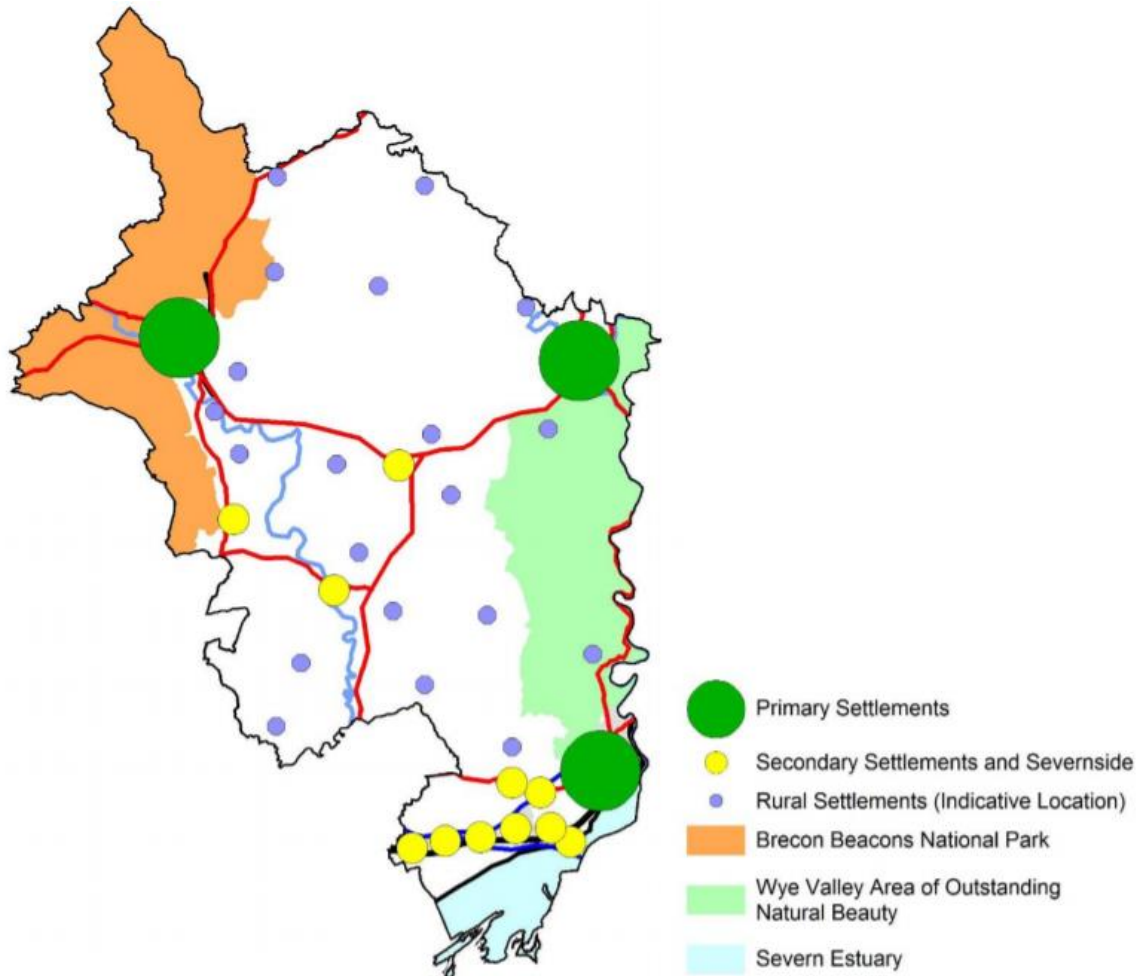 Primary Settlements
Secondary Settlements and Severnside
Rural Settlements (Indicative Location)
Brecon Beacons National Park
Wye Valley Area of Outstanding
Natural Beauty
Severn Estuary